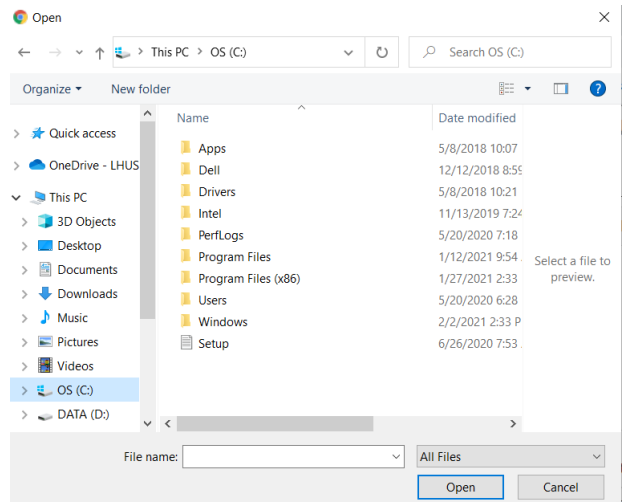 Open
This PC > OS (C:)
Search OS (C:)
Organize
New folder
?
Quick access
OneDrive - LHUS
This PC
3D Objects
Desktop
Documents
Downloads
Music
Pictures
Videos
OS (C:)
DATA (D:)
Name Date modified
Apps 5/8/2018 10:07
Dell 12/12/2018 8:59
Drivers 5/8/2018 10:21
Intel 11/13/2019 7:24
PerfLogs 5/20/2020 7:18
Program Files 1/12/2021 9:54
Program Files (x86) 1/27/2021 2:33
Users 5/20/2020 6:28
Windows 2/2/2021 2:33 P
Setup 6/26/2020 7:53
Select a file to
preview.
File name:
All Files
Open
Cancel